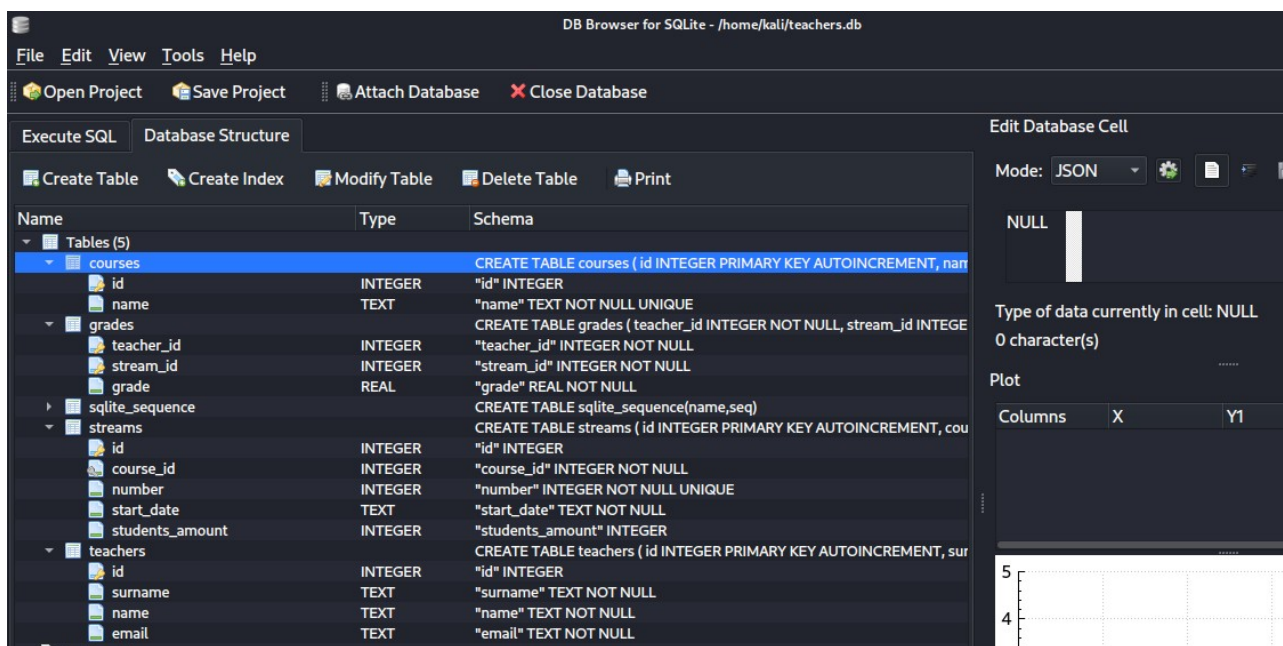 DB Browser for SQLite - /home/kali/teachers.db
File Edit View Tools Help
Open Project Save Project Attach Database Close Database
Execute SQL Database Structure
Create Table Create Index Modify Table Delete Table Print
Name Type Schema
Tables (5)
courses CREATE TABLE courses ( id INTEGER PRIMARY KEY AUTOINCREMENT, nam
id INTEGER "id" INTEGER
name TEXT "name" TEXT NOT NULL UNIQUE
grades CREATE TABLE grades ( teacher_id INTEGER NOT NULL, stream_id INTEGE
teacher_id INTEGER "teacher_id" INTEGER NOT NULL
stream_id INTEGER "stream_id" INTEGER NOT NULL
grade REAL "grade" REAL NOT NULL
sqlite_sequence CREATE TABLE sqlite_sequence(name,seq)
streams CREATE TABLE streams ( id INTEGER PRIMARY KEY AUTOINCREMENT, cou
id INTEGER "id" INTEGER
course_id INTEGER "course_id" INTEGER NOT NULL
number INTEGER "number" INTEGER NOT NULL UNIQUE
start_date TEXT "start_date" TEXT NOT NULL
students_amount INTEGER "students_amount" INTEGER
teachers CREATE TABLE teachers ( id INTEGER PRIMARY KEY AUTOINCREMENT, sur
id INTEGER "id" INTEGER
surname TEXT "surname" TEXT NOT NULL
name TEXT "name" TEXT NOT NULL
email TEXT "email" TEXT NOT NULL
Edit Database Cell
Mode: JSON
NULL
Type of data currently in cell: NULL
0 character(s)
Plot
Columns X Y1
5
4